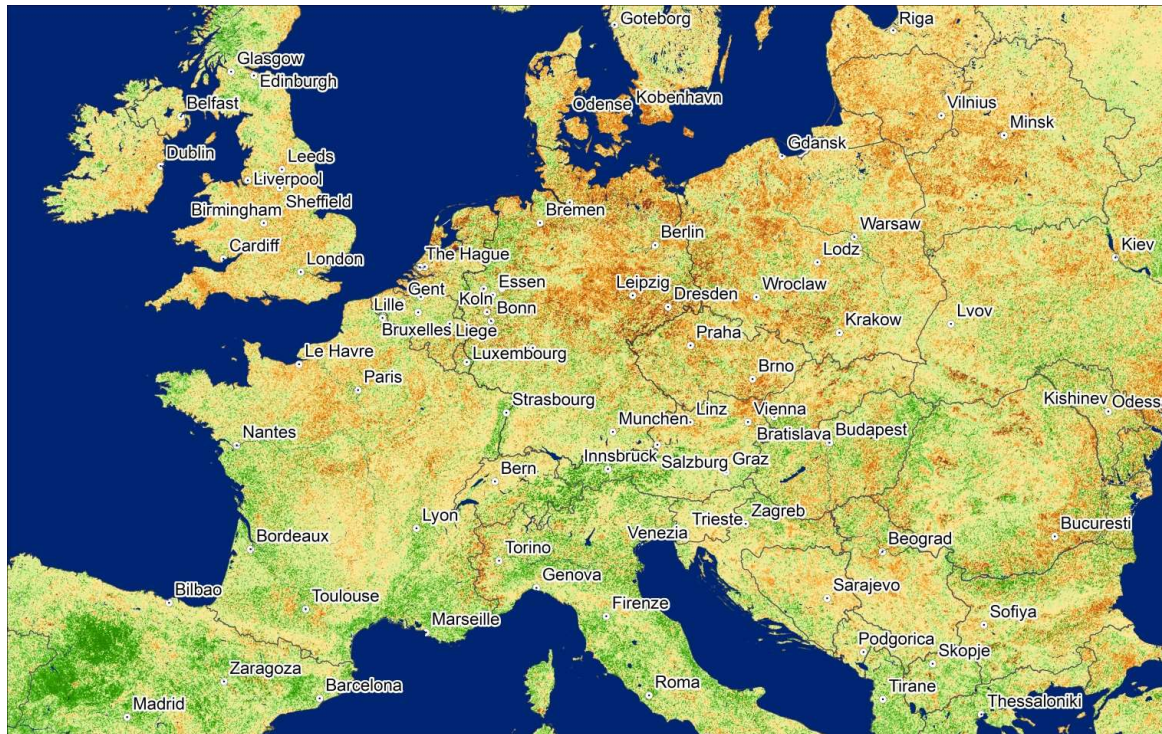 Goteborg
Riga
Glasgow
Edinburgh
Belfast
Odense
Kobenhavn
Vilnius
Minsk
Gdansk
Dublin
Leeds
Liverpool
Sheffield
Birmingham
Bremen
Berlin
Warsaw
Kiev
Cardiff
London
The Hague
Lodz
Essen
Gent
Koln
Bonn
Leipzig
Dresden
Wroclaw
Lille
Bruxelles
Liege
Krakow
Lvov
Praha
Le Havre
Luxembourg
Paris
Brno
Strasbourg
Kishinev
Odess
Munchen
Linz
Vienna
Bratislava
Budapest
Nantes
Innsbruck
Salzburg
Graz
Bern
Lyon
Trieste
Zagreb
Venezia
Bordeaux
Torino
Beograd
Bucuresti
Genova
Bilbao
Toulouse
Sarajevo
Marseille
Firenze
Sofiya
Podgorica
Skopje
Zaragoza
Barcelona
Roma
Tirane
Madrid
Thessaloniki